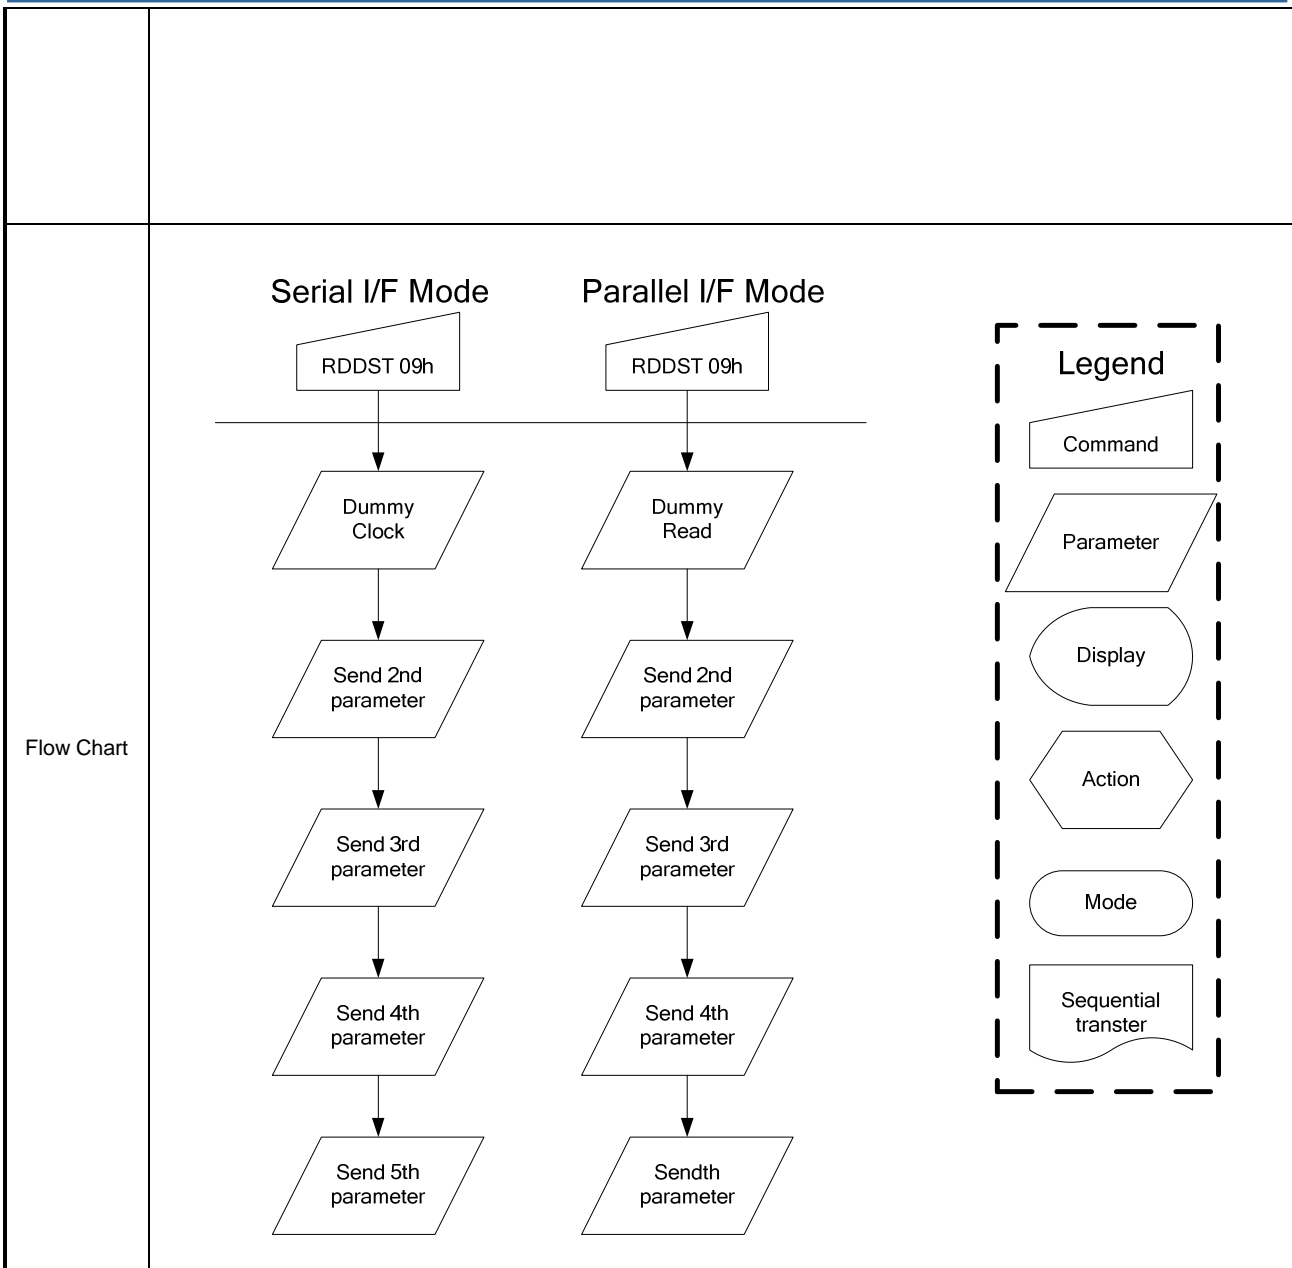 Flow Chart
Serial I/F Mode
RDDST 09h
Dummy
Clock
Send 2nd
parameter
Send 3rd
parameter
Send 4th
parameter
Send 5th
parameter
Parallel I/F Mode
RDDST 09h
Dummy
Read
Send 2nd
parameter
Send 3rd
parameter
Send 4th
parameter
Sendth
parameter
Legend
Command
Parameter
Display
Action
Mode
Sequential
transter